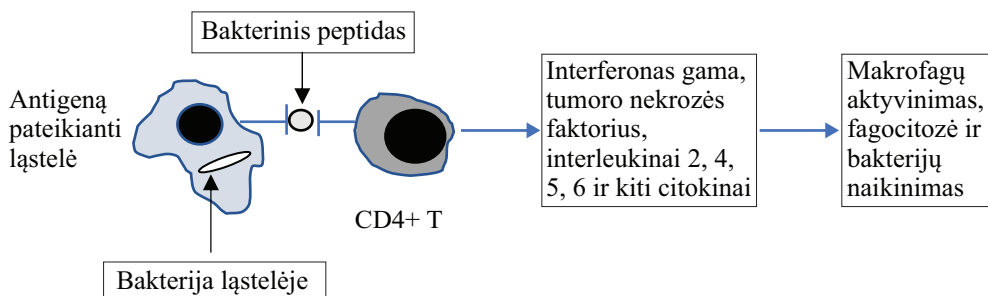 Bakterinis peptidas
Antigeną
pateikianti
ląstelė
Bakterija ląstelėje
CD4+ T
Interferonas gama,
tumoro nekrozės
faktorius,
interleukinai 2, 4,
5, 6 ir kiti citokinai
Makrofagų
aktyvinimas,
fagocitozė ir
bakterijų
naikinimas